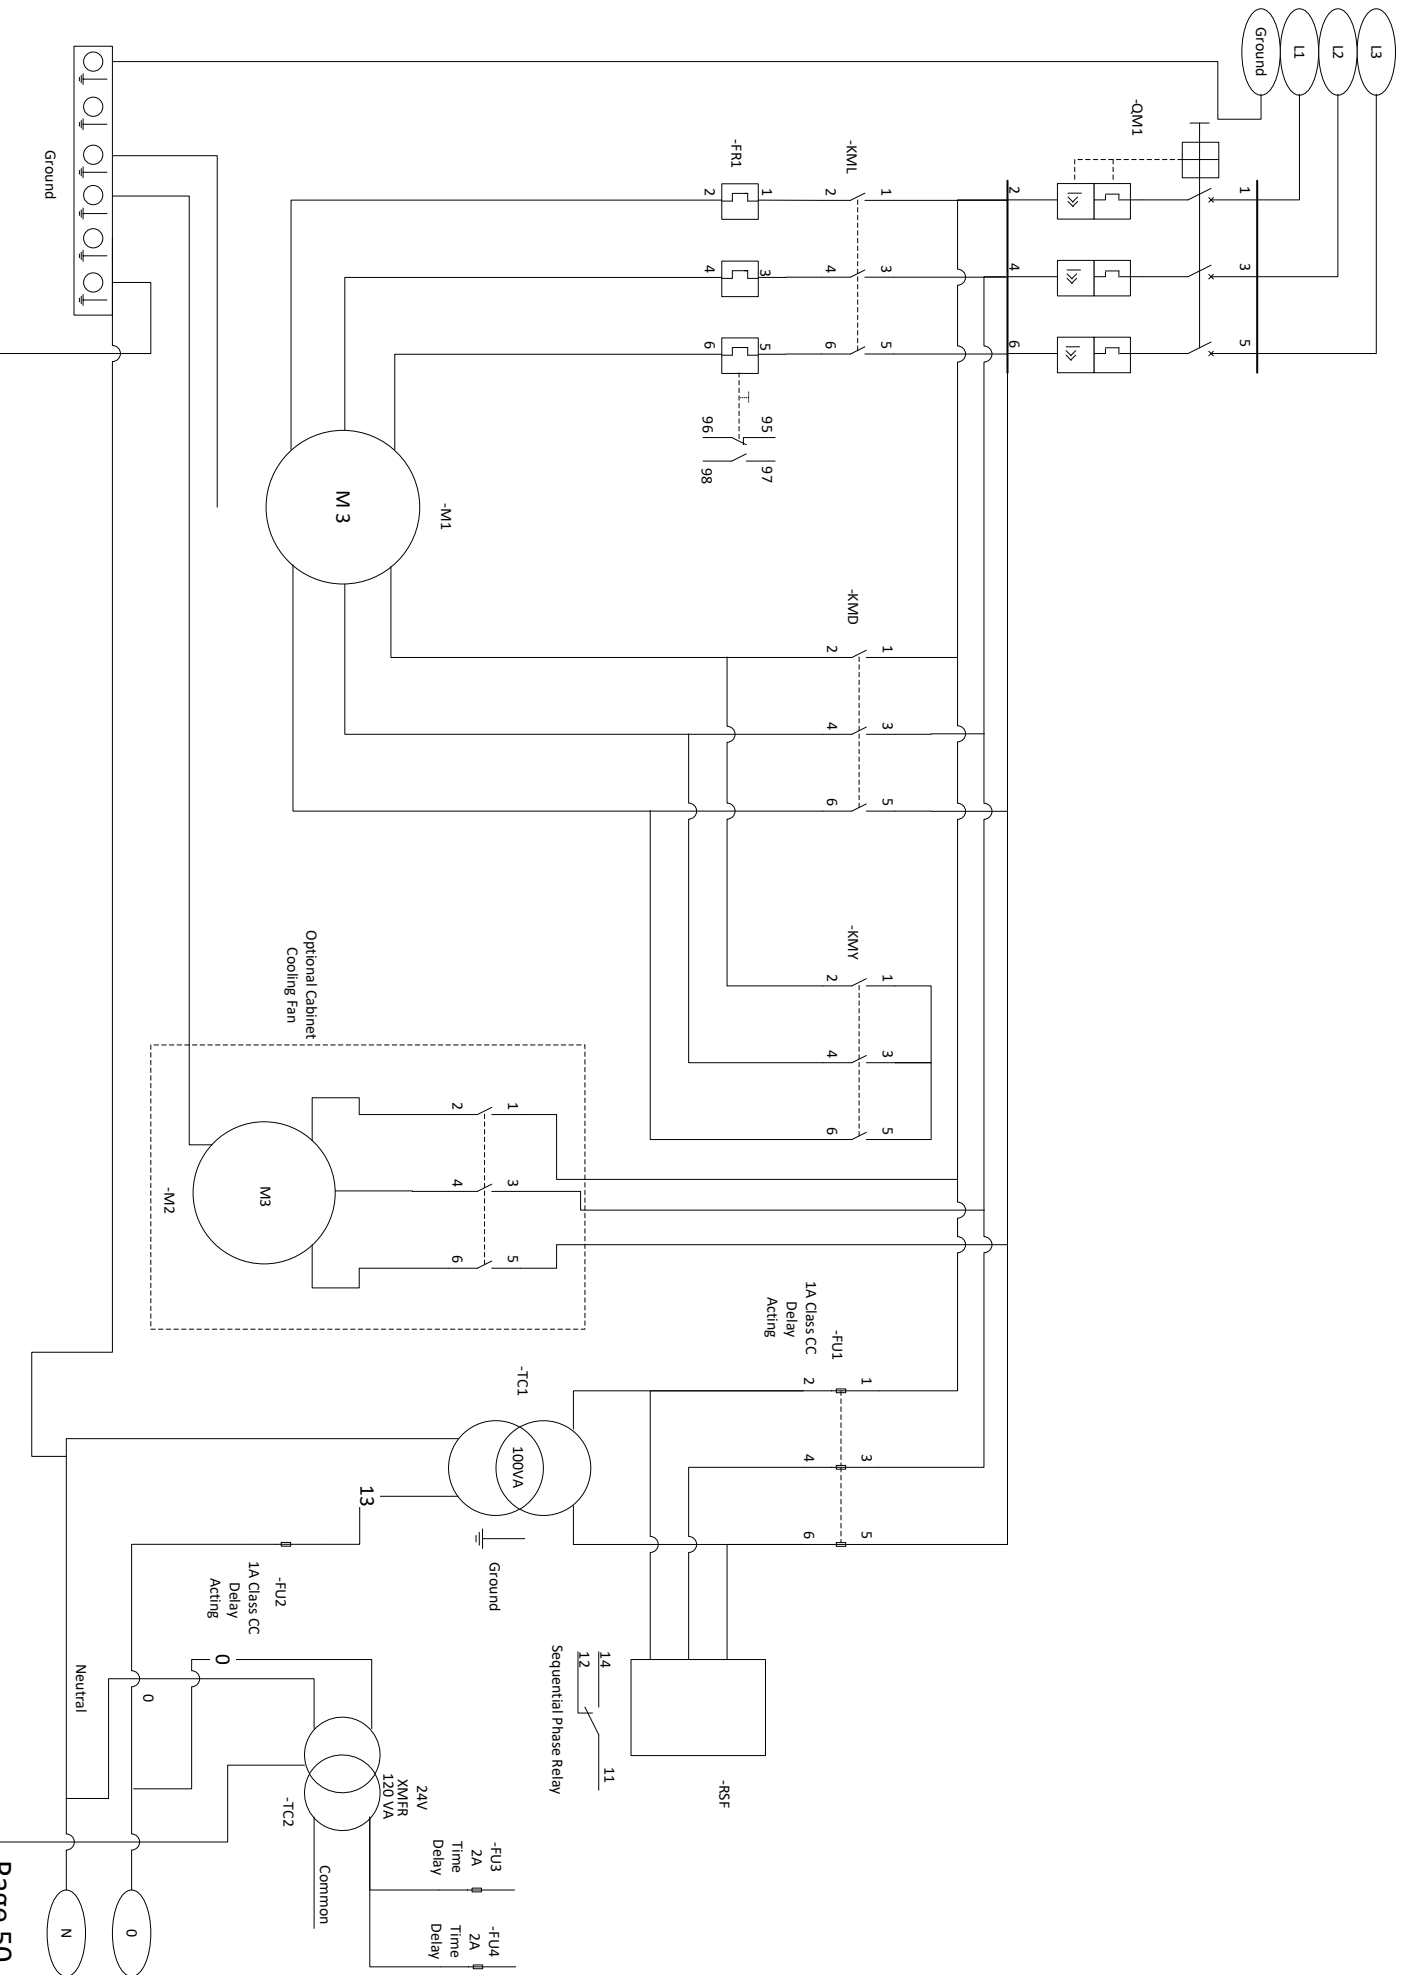 L3
L2
L1
Ground
-QM1
1
3
5
2
4
6
-KML
1
3
5
2
4
6
-FR1
1
3
5
2
4
6
95
97
96
98
-M1
M 3
-KMD
1
3
5
2
4
6
-KMY
1
3
5
2
4
6
Optional Cabinet
Cooling Fan
1
3
5
2
4
6
M3
-M2
-FU1
1A Class CC
Delay
Acting
1
3
5
2
4
6
-TC1
100VA
13
Ground
-FU2
1A Class CC
Delay
Acting
-RSF
14
12
11
Sequential Phase Relay
24V
XMFR
120 VA
-TC2
Common
-FU3
2A
Time
Delay
-FU4
2A
Time
Delay
0
0
Neutral
0
N
Ground
Page 50